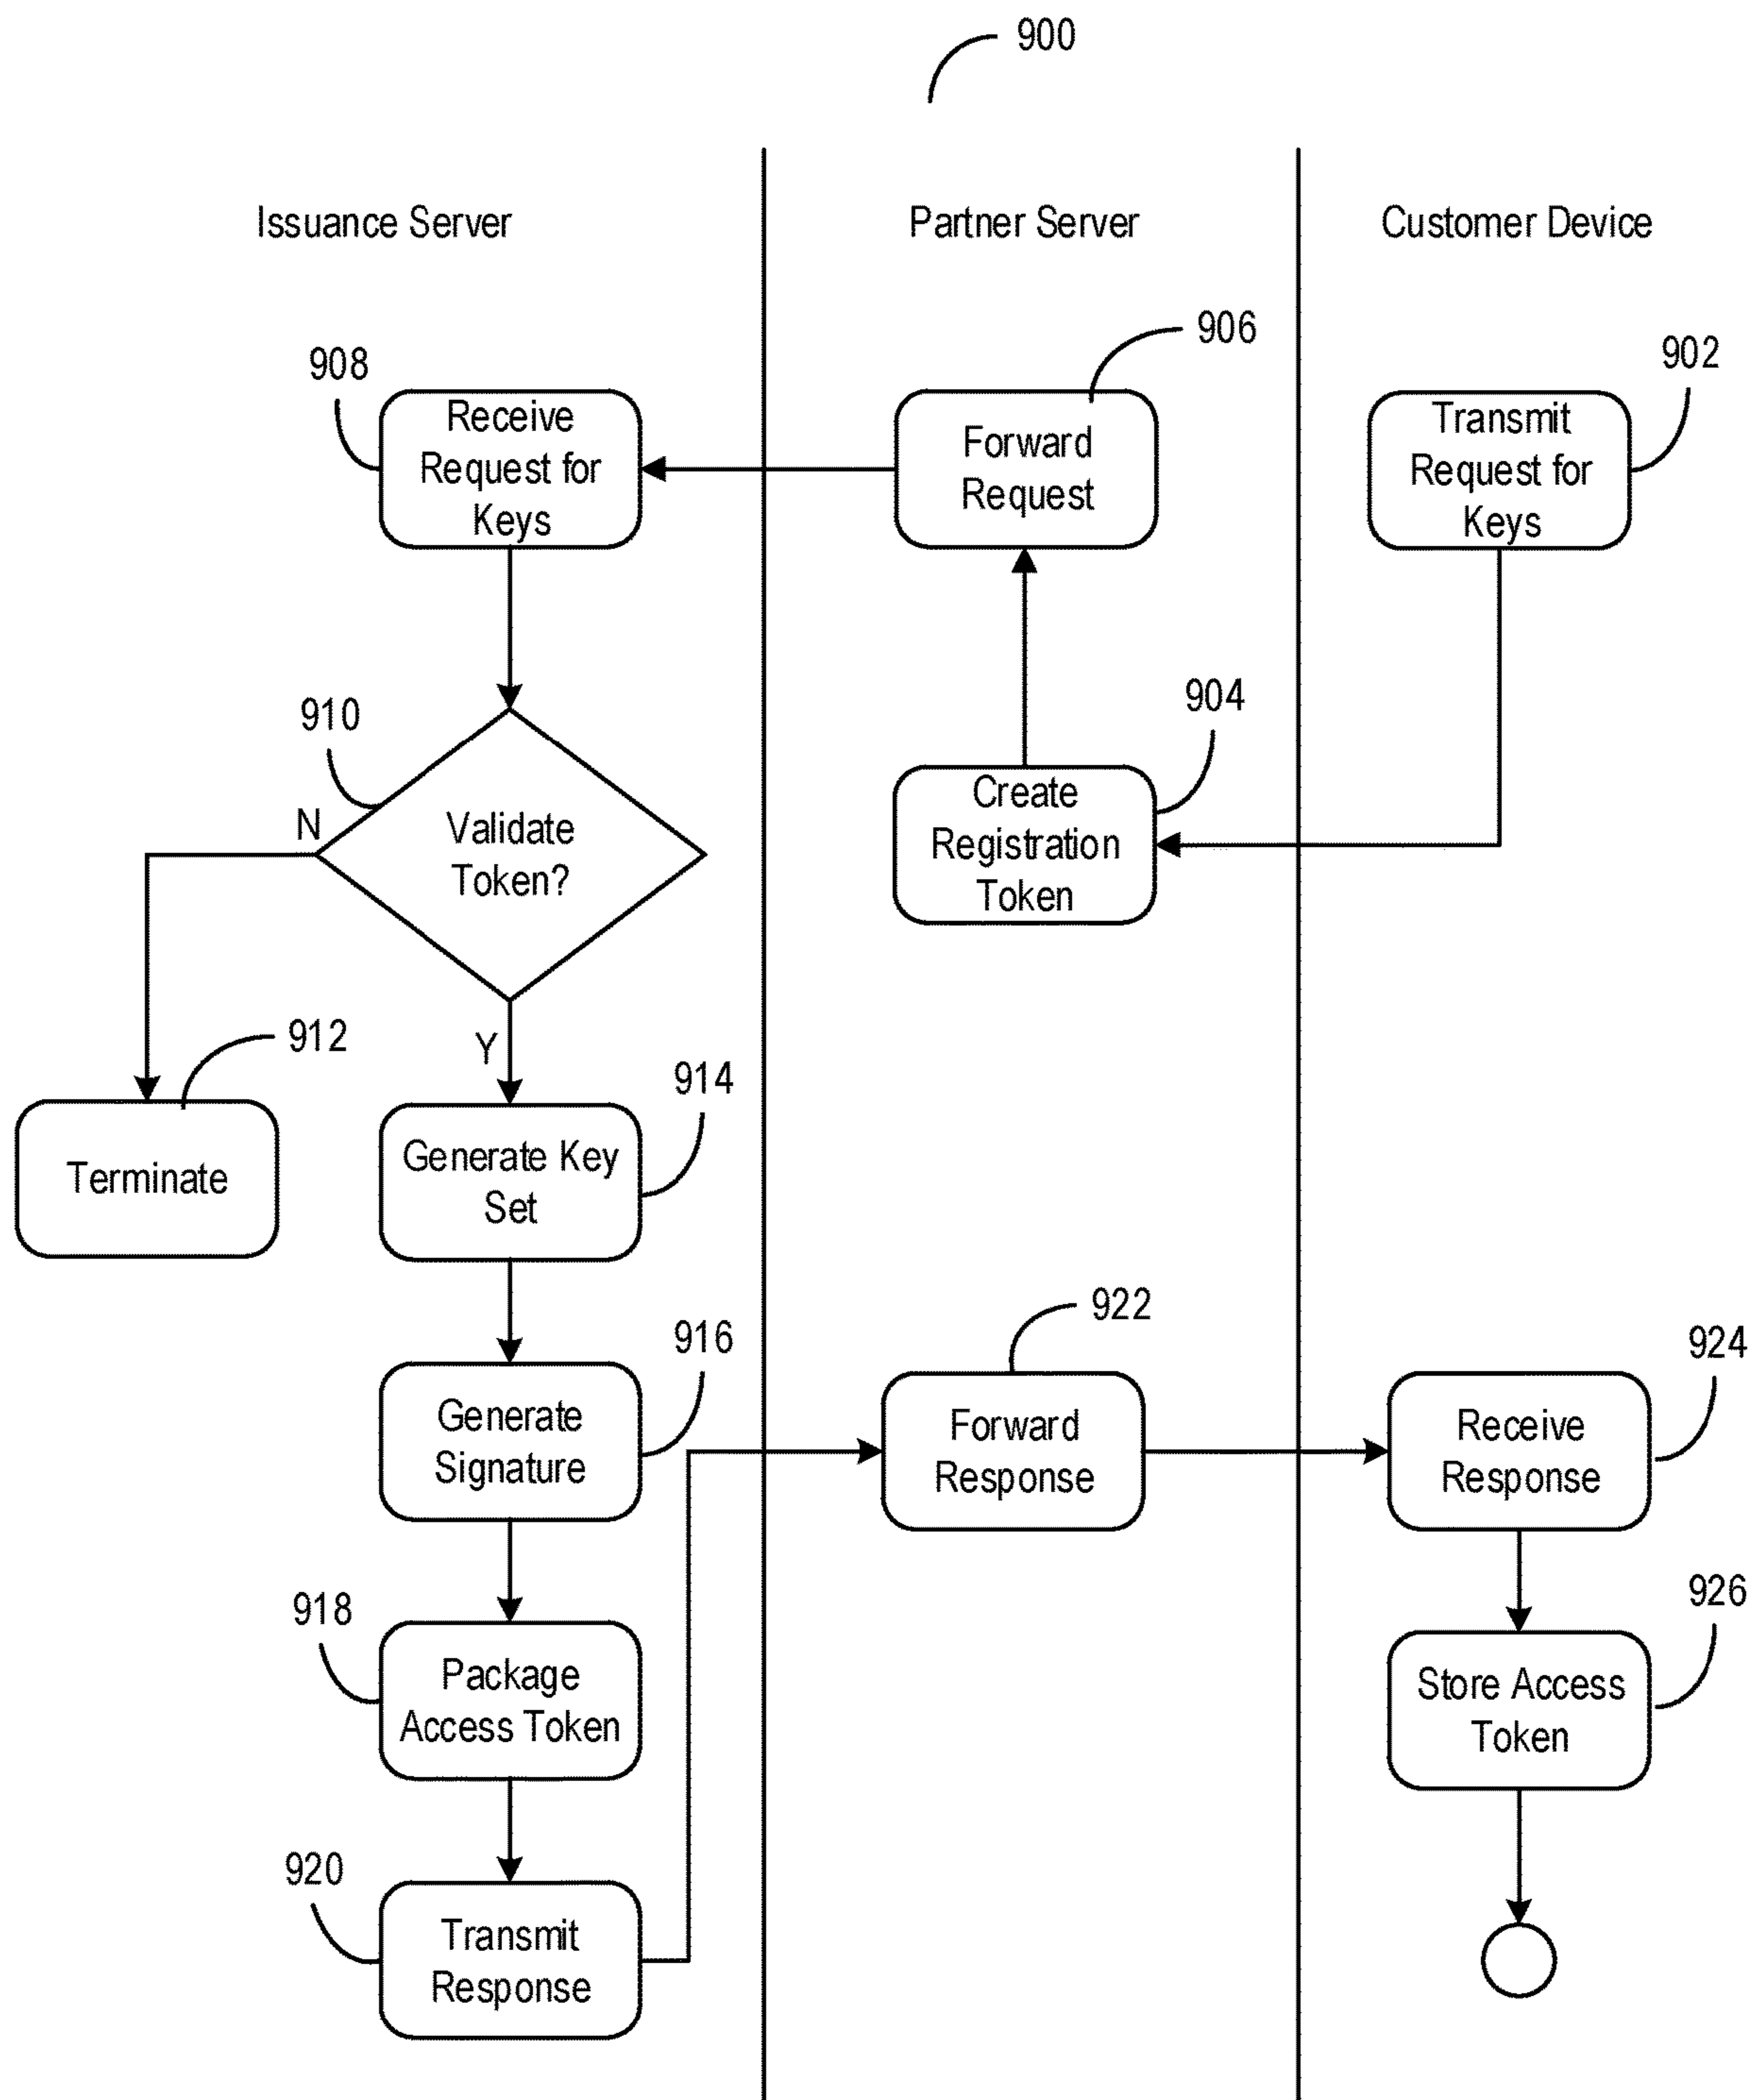 900
Issuance Server
Partner Server
Customer Device
906
902
908
Receive
Request for
Keys
Forward
Request
Transmit
Request for
Keys
910
904
N
Validate
Token?
Create
Registration
Token
912
Y
914
Terminate
Generate Key
Set
922
916
924
Generate
Signature
Forward
Response
Receive
Response
918
926
Package
Access Token
Store Access
Token
920
Transmit
Response